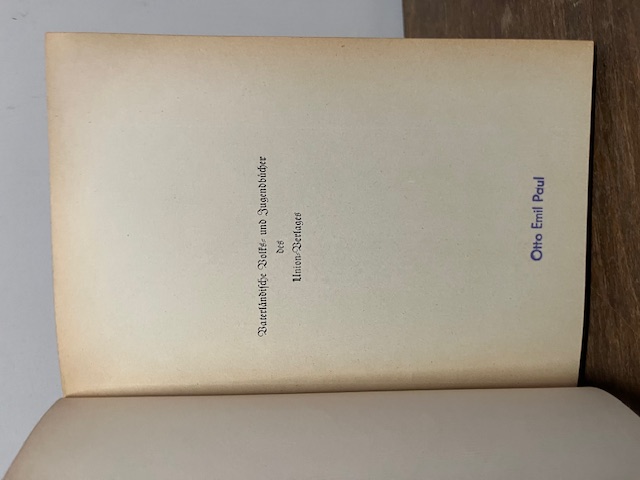 Vaterländische Volks- und Jugendbücher
des
Union-Verlages
Otto Emil Paul